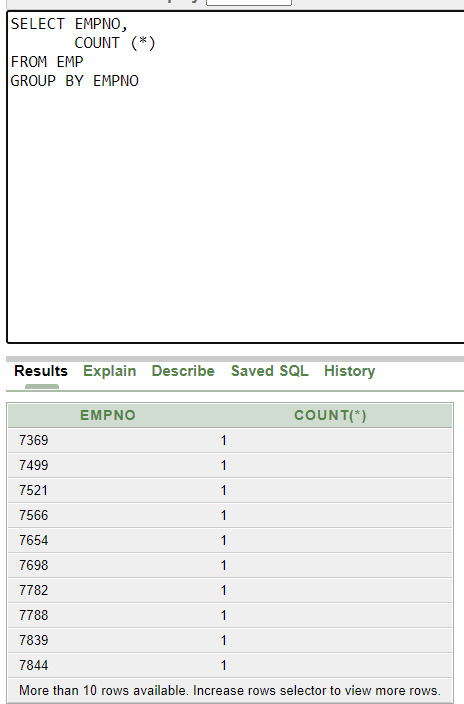 SELECT EMPNO,
COUNT (*)
FROM EMP
GROUP BY EMPNO
Results Explain Describe Saved SQL History
EMPNO COUNT(*)
7369 1
7499 1
7521 1
7566 1
7654 1
7698 1
7782 1
7788 1
7839 1
7844 1
More than 10 rows available. Increase rows selector to view more rows.